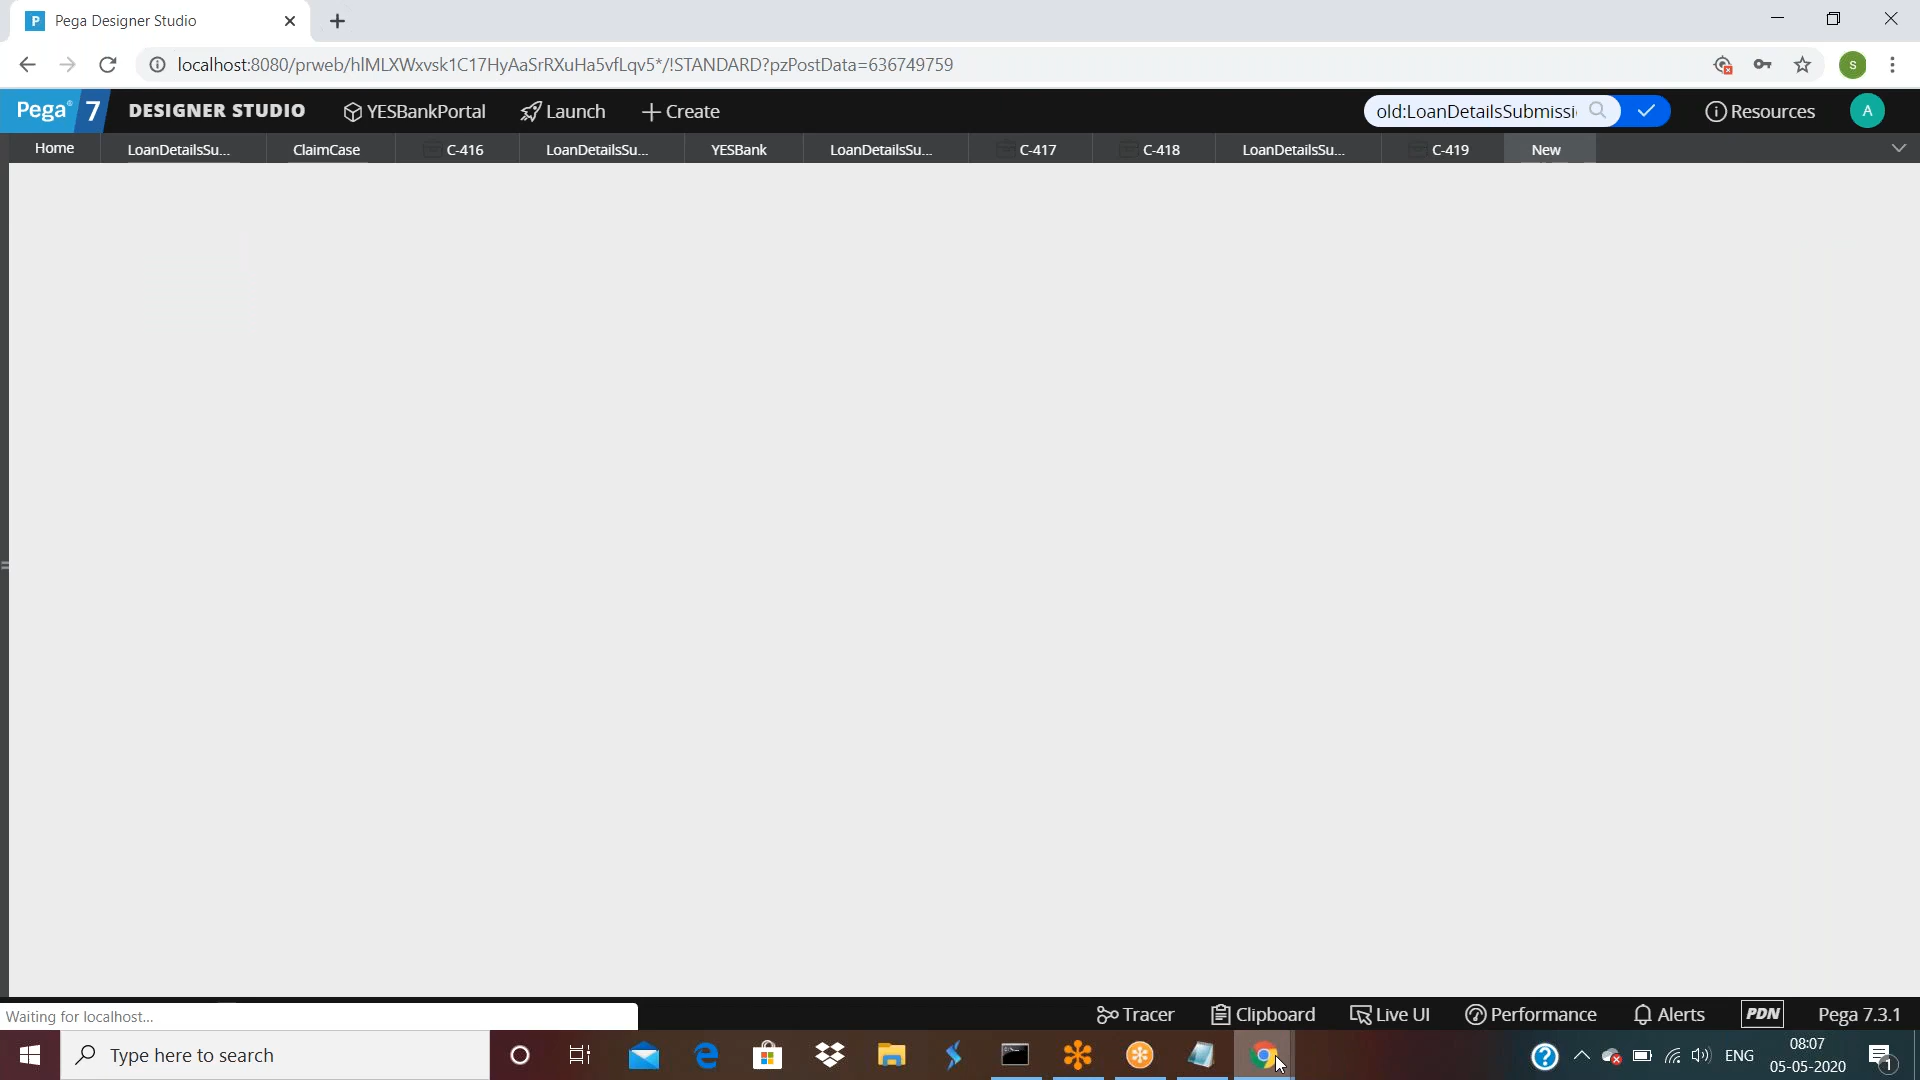 P Pega Designer Studio
localhost:8080/prweb/hIMLXWxvsk1C17HyAaSrRXuHa5vfLqv5*/!STANDARD?pzPostData=636749759
S
Pega 7 DESIGNER STUDIO YESBankPortal Launch Create old:LoanDetailsSubmissi Resources A
Home LoanDetailsSu... ClaimCase C-416 LoanDetailsSu... YESBank LoanDetailsSu... C-417 C-418 LoanDetailsSu... C-419 New
Waiting for localhost... Tracer Clipboard Live UI Performance Alerts PDN Pega 7.3.1
Type here to search ENG 08:07
05-05-2020 1